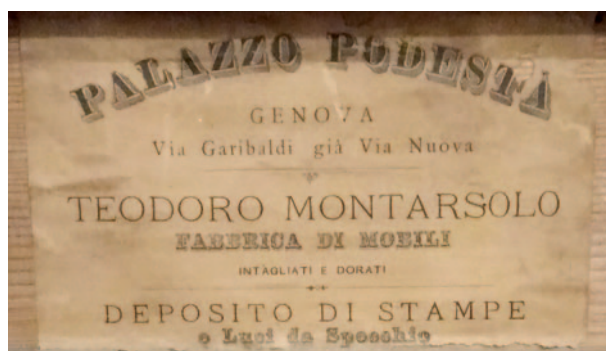 PALAZZO PODESTÀ
GENOVA
Via Garibaldi già Via Nuova
TEODORO MONTARSOLO
FABBRICA DI MOBILI
INTAGLIATI E DORATI
DEPOSITO DI STAMPE
e Luci da Specchio